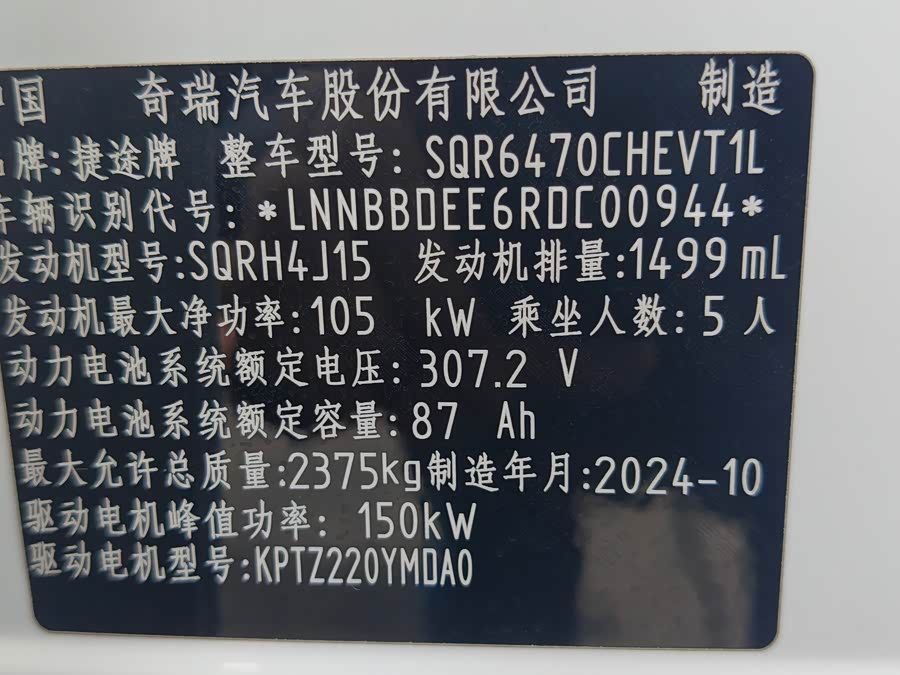 中国 奇瑞汽车股份有限公司 制造
品牌:捷途牌 整车型号: SQR6470CHEVT1L
车辆识别代号: *LNNBBDEE6RDC00944*
发动机型号:SQRH4J15 发动机排量:1499 mL
发动机最大净功率:105 kW 乘坐人数: 5 人
动力电池系统额定电压: 307.2 V
动力电池系统额定容量: 87 Ah
最大允许总质量:2375kg 制造年月:2024-10
驱动电机峰值功率: 150kW
驱动电机型号:KPTZ220YMDA0